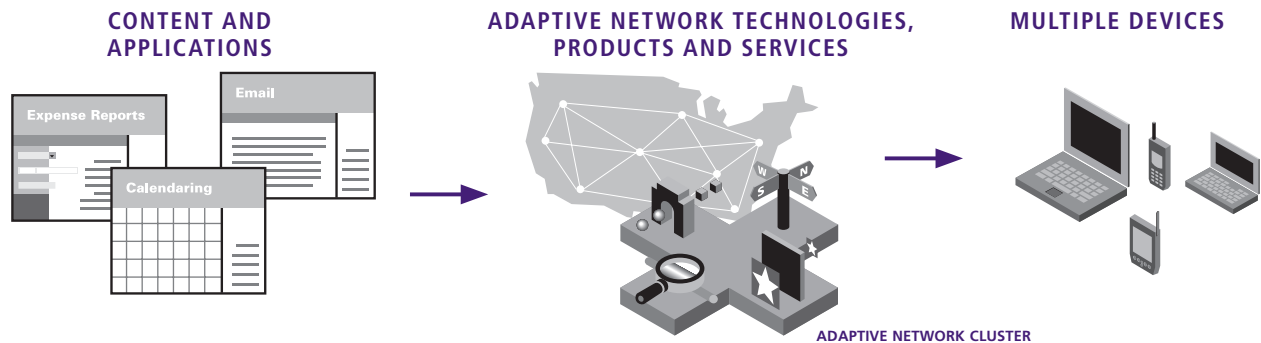 CONTENT AND
APPLICATIONS
ADAPTIVE NETWORK TECHNOLOGIES,
PRODUCTS AND SERVICES
MULTIPLE DEVICES
Expense Reports
Email
Calendaring
W
N
S
E
ADAPTIVE NETWORK CLUSTER